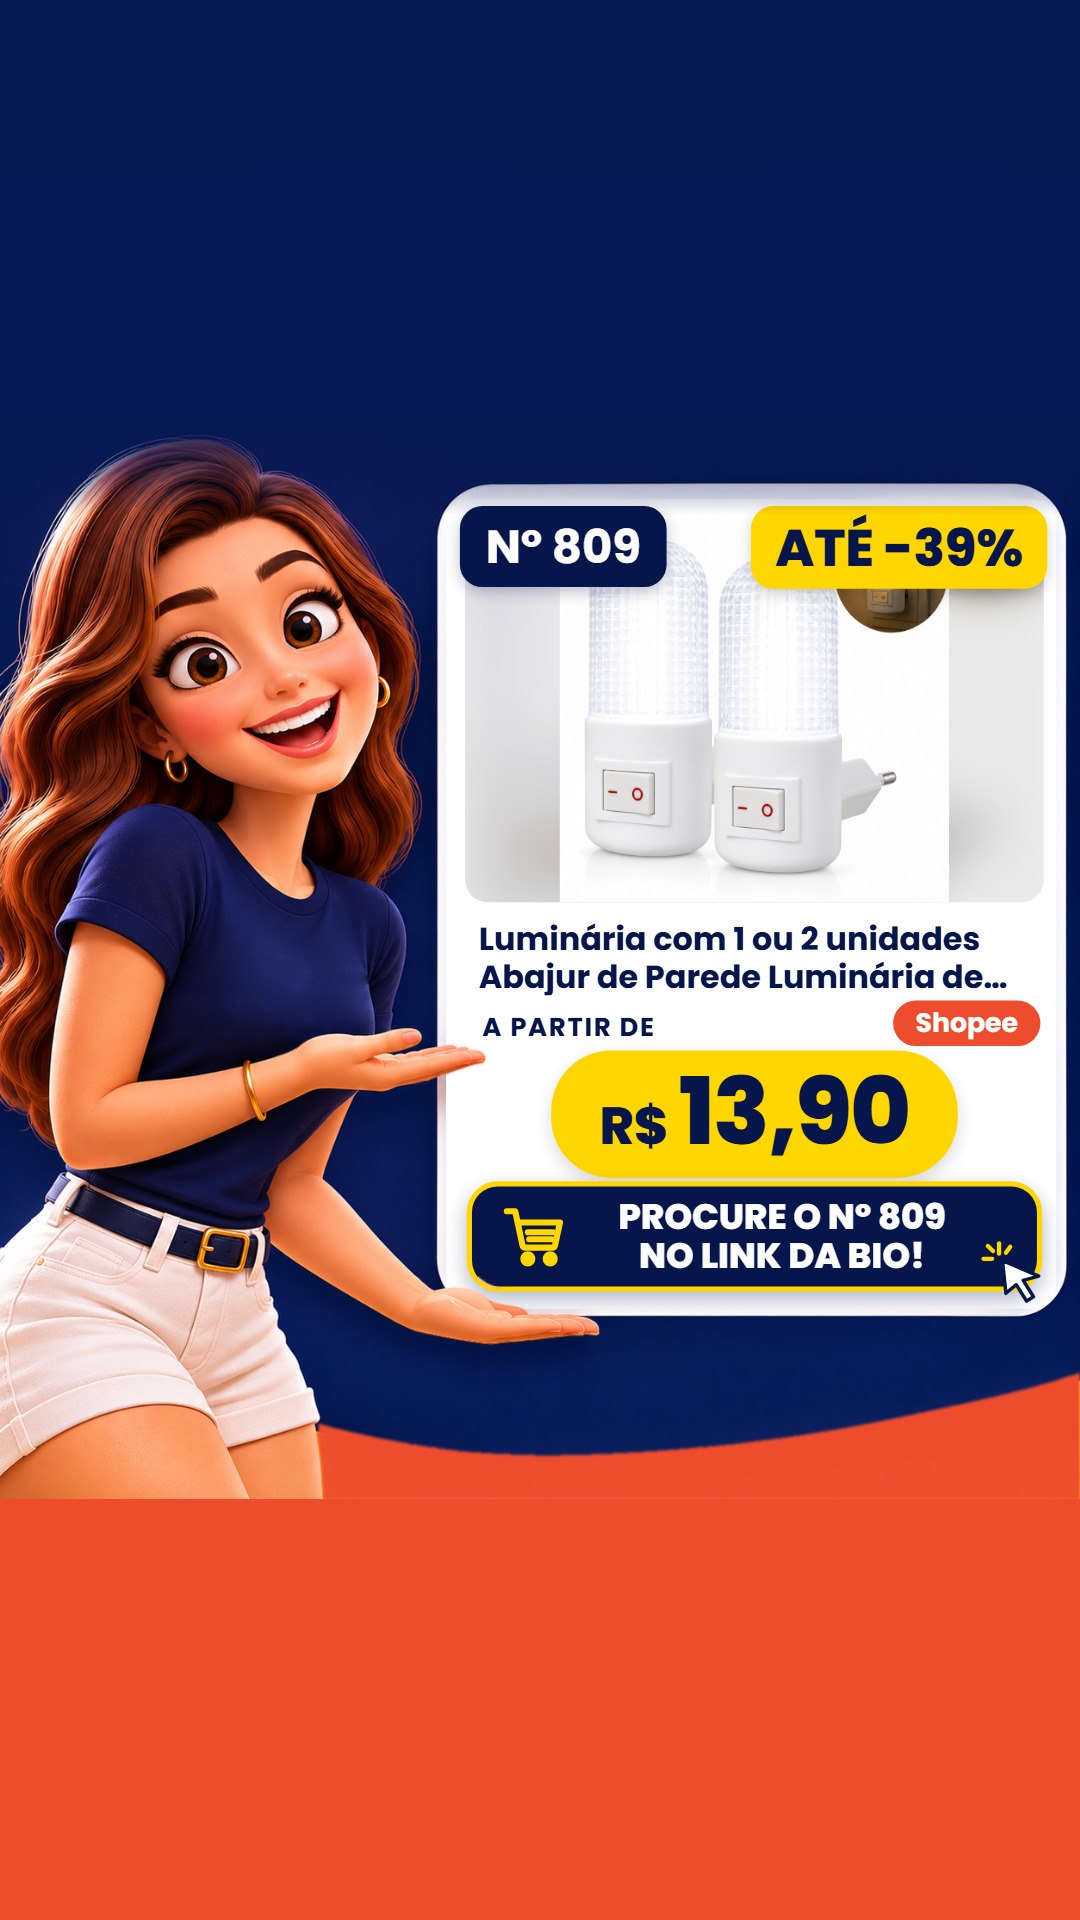 Nº 809
ATÉ -39%
Luminária com 1 ou 2 unidades
Abajur de Parede Luminária de...
A PARTIR DE
Shopee
R$ 13,90
PROCURE O Nº 809
NO LINK DA BIO!